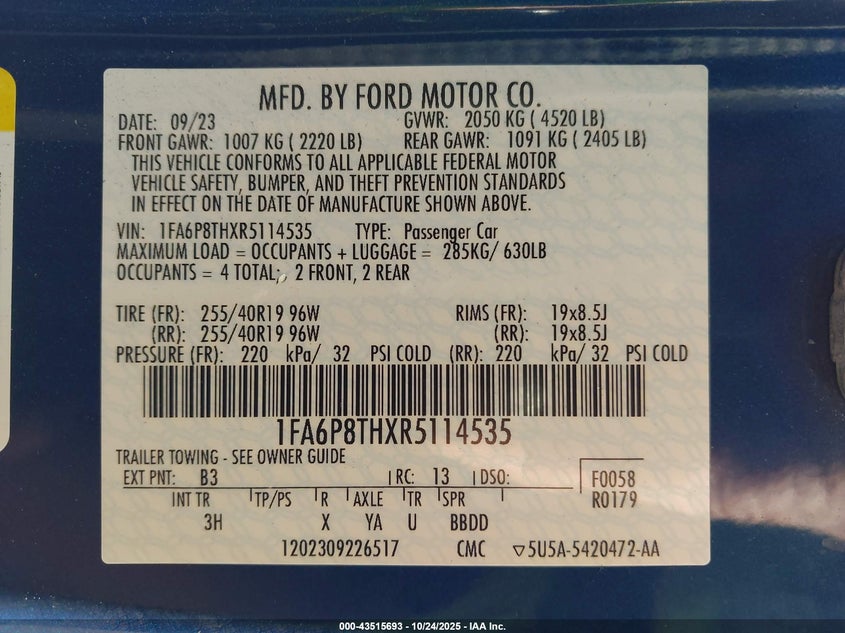 MFD. BY FORD MOTOR CO.
DATE: 09/23 GVWR: 2050 KG ( 4520 LB)
FRONT GAWR: 1007 KG ( 2220 LB) REAR GAWR: 1091 KG ( 2405 LB)
THIS VEHICLE CONFORMS TO ALL APPLICABLE FEDERAL MOTOR
VEHICLE SAFETY, BUMPER, AND THEFT PREVENTION STANDARDS
IN EFFECT ON THE DATE OF MANUFACTURE SHOWN ABOVE.
VIN: 1FA6P8THXR5114535 TYPE: Passenger Car
MAXIMUM LOAD = OCCUPANTS + LUGGAGE = 285KG/ 630LB
OCCUPANTS = 4 TOTAL; 2 FRONT, 2 REAR
TIRE (FR): 255/40R19 96W RIMS (FR): 19x8.5J
(RR): 255/40R19 96W (RR): 19x8.5J
PRESSURE (FR): 220 kPa/ 32 PSI COLD (RR): 220 kPa/ 32 PSI COLD
1FA6P8THXR5114535
TRAILER TOWING - SEE OWNER GUIDE
EXT PNT: B3 RC: 13 DSO: F0058
INT TR TP/PS R AXLE TR SPR R0179
3H X YA U BBDD
1202309226517 CMC ▽5U5A-5420472-AA
000-43515693 - 10/24/2025 - IAA Inc.